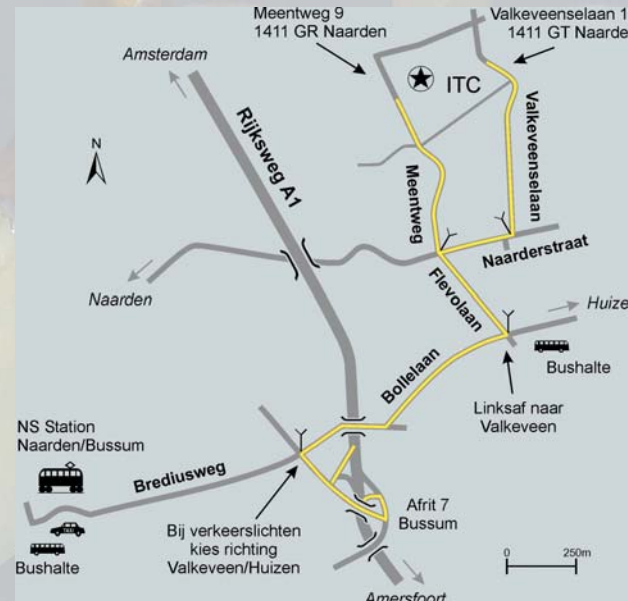 Meentweg 9
1411 GR Naarden
Valkeveenselaan 1
1411 GT Naarde
Amsterdam
ITC
N
Rijksweg A1
Valkeveenselaan
Meentweg
Naarderstraat
Naarden
Flevolaan
Huize
Bushalte
Bollelaan
Linksaf naar
Valkeveen
NS Station
Naarden/Bussum
Brediusweg
TAXI
Bushalte
Bij verkeerslichten
kies richting
Valkeveen/Huizen
Afrit 7
Bussum
0 250m
Amersfoort